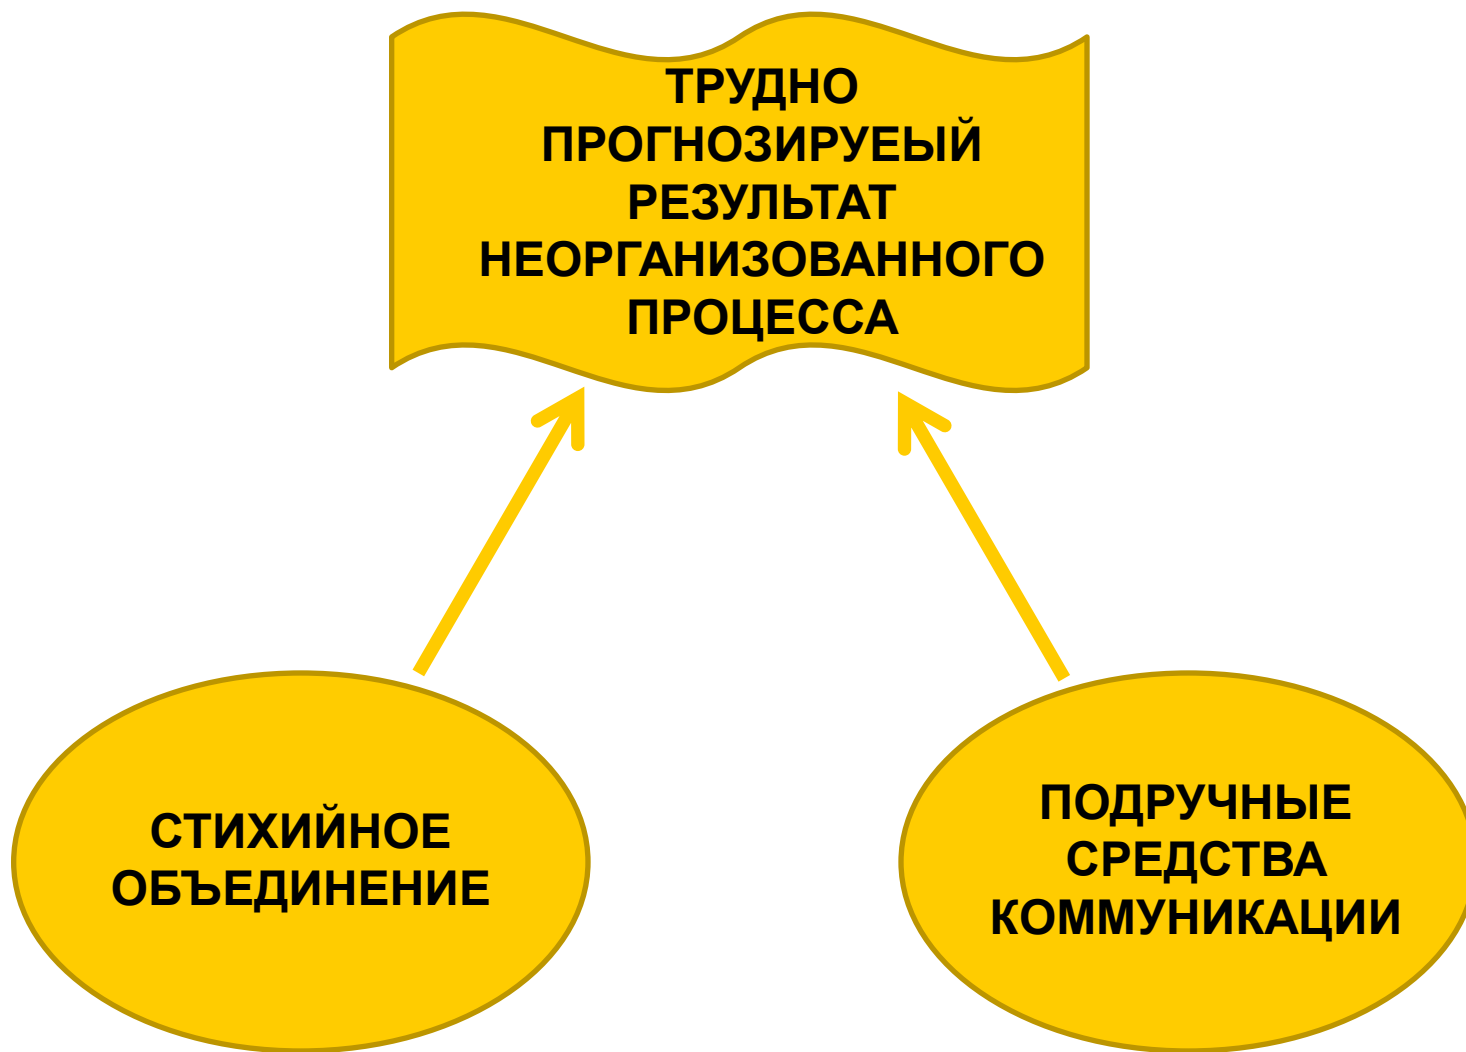 ТРУДНО
ПРОГНОЗИРУЕЫЙ
РЕЗУЛЬТАТ
НЕОРГАНИЗОВАННОГО
ПРОЦЕССА
СТИХИЙНОЕ
ОБЪЕДИНЕНИЕ
ПОДРУЧНЫЕ
СРЕДСТВА
КОММУНИКАЦИИ